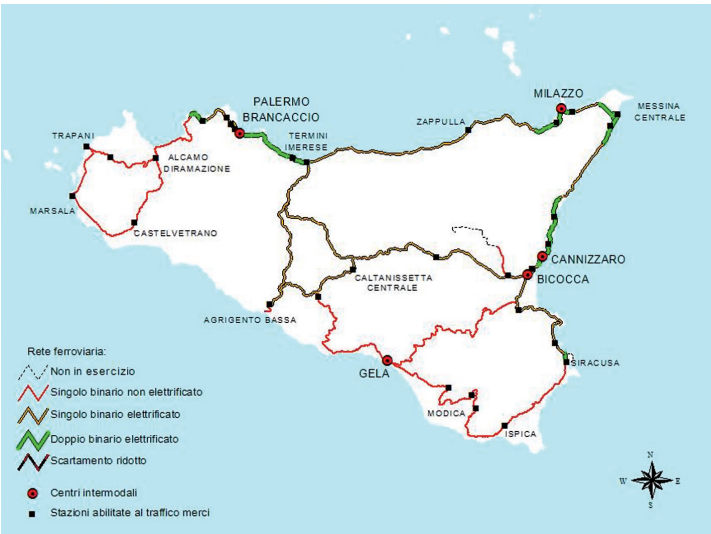 MILAZZO
PALERMO
BRANCACCIO
MESSINA
CENTRALE
ZAPPULLA
TRAPANI
TERMINI
IMERESE
ALCAMO
DIRAMAZIONE
MARSALA
CASTELVETRANO
CANNIZZARO
BICOCCA
CALTANISSETTA
CENTRALE
AGRIGENTO BASSA
SIRACUSA
GELA
MODICA
ISPICA
Rete ferroviaria:
Non in esercizio
Singolo binario non elettrificato
Singolo binario elettrificato
Doppio binario elettrificato
Scartamento ridotto
Centri intermodali
Stazioni abilitate al traffico merci
N
W E
S